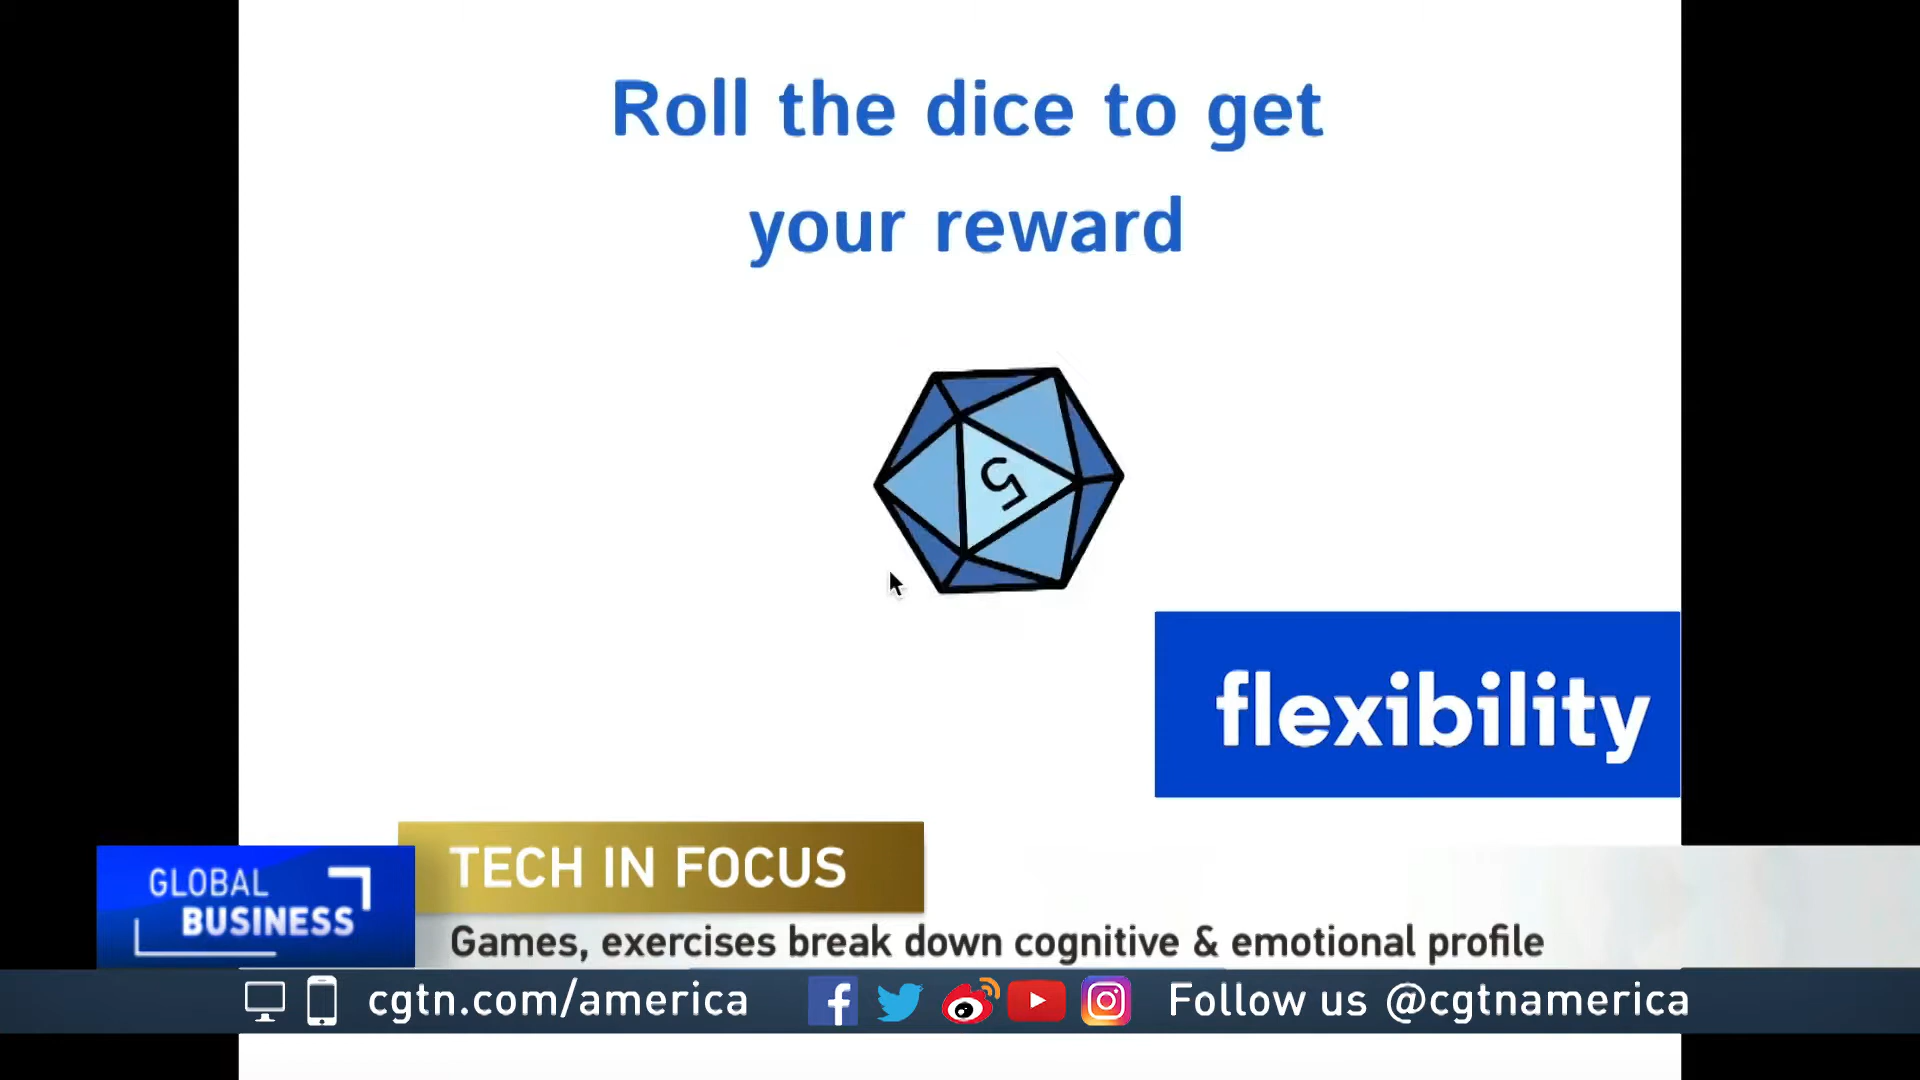 Roll the dice to get
your reward
5
flexibility
TECH IN FOCUS
GLOBAL
BUSINESS
Games, exercises break down cognitive & emotional profile
cgtn.com/america
Follow us @cgtnamerica